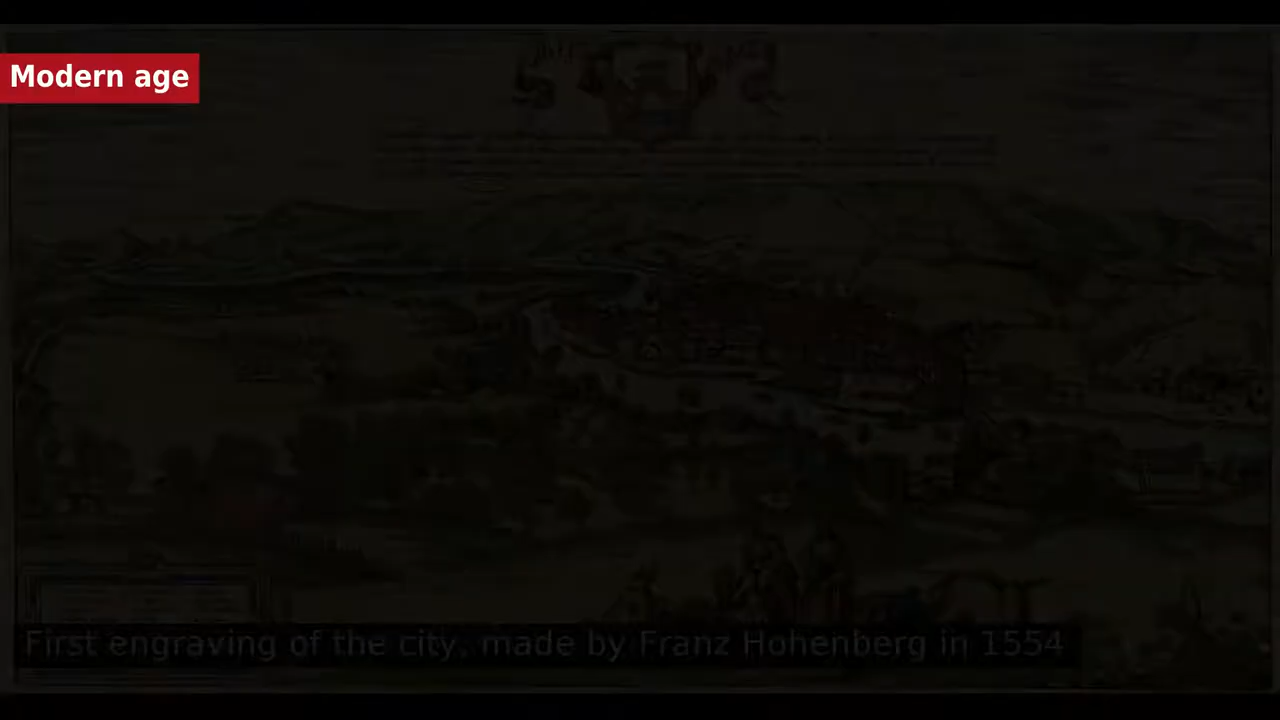 Modern age
First engraving of the city, made by Franz Hohenberg in 1554